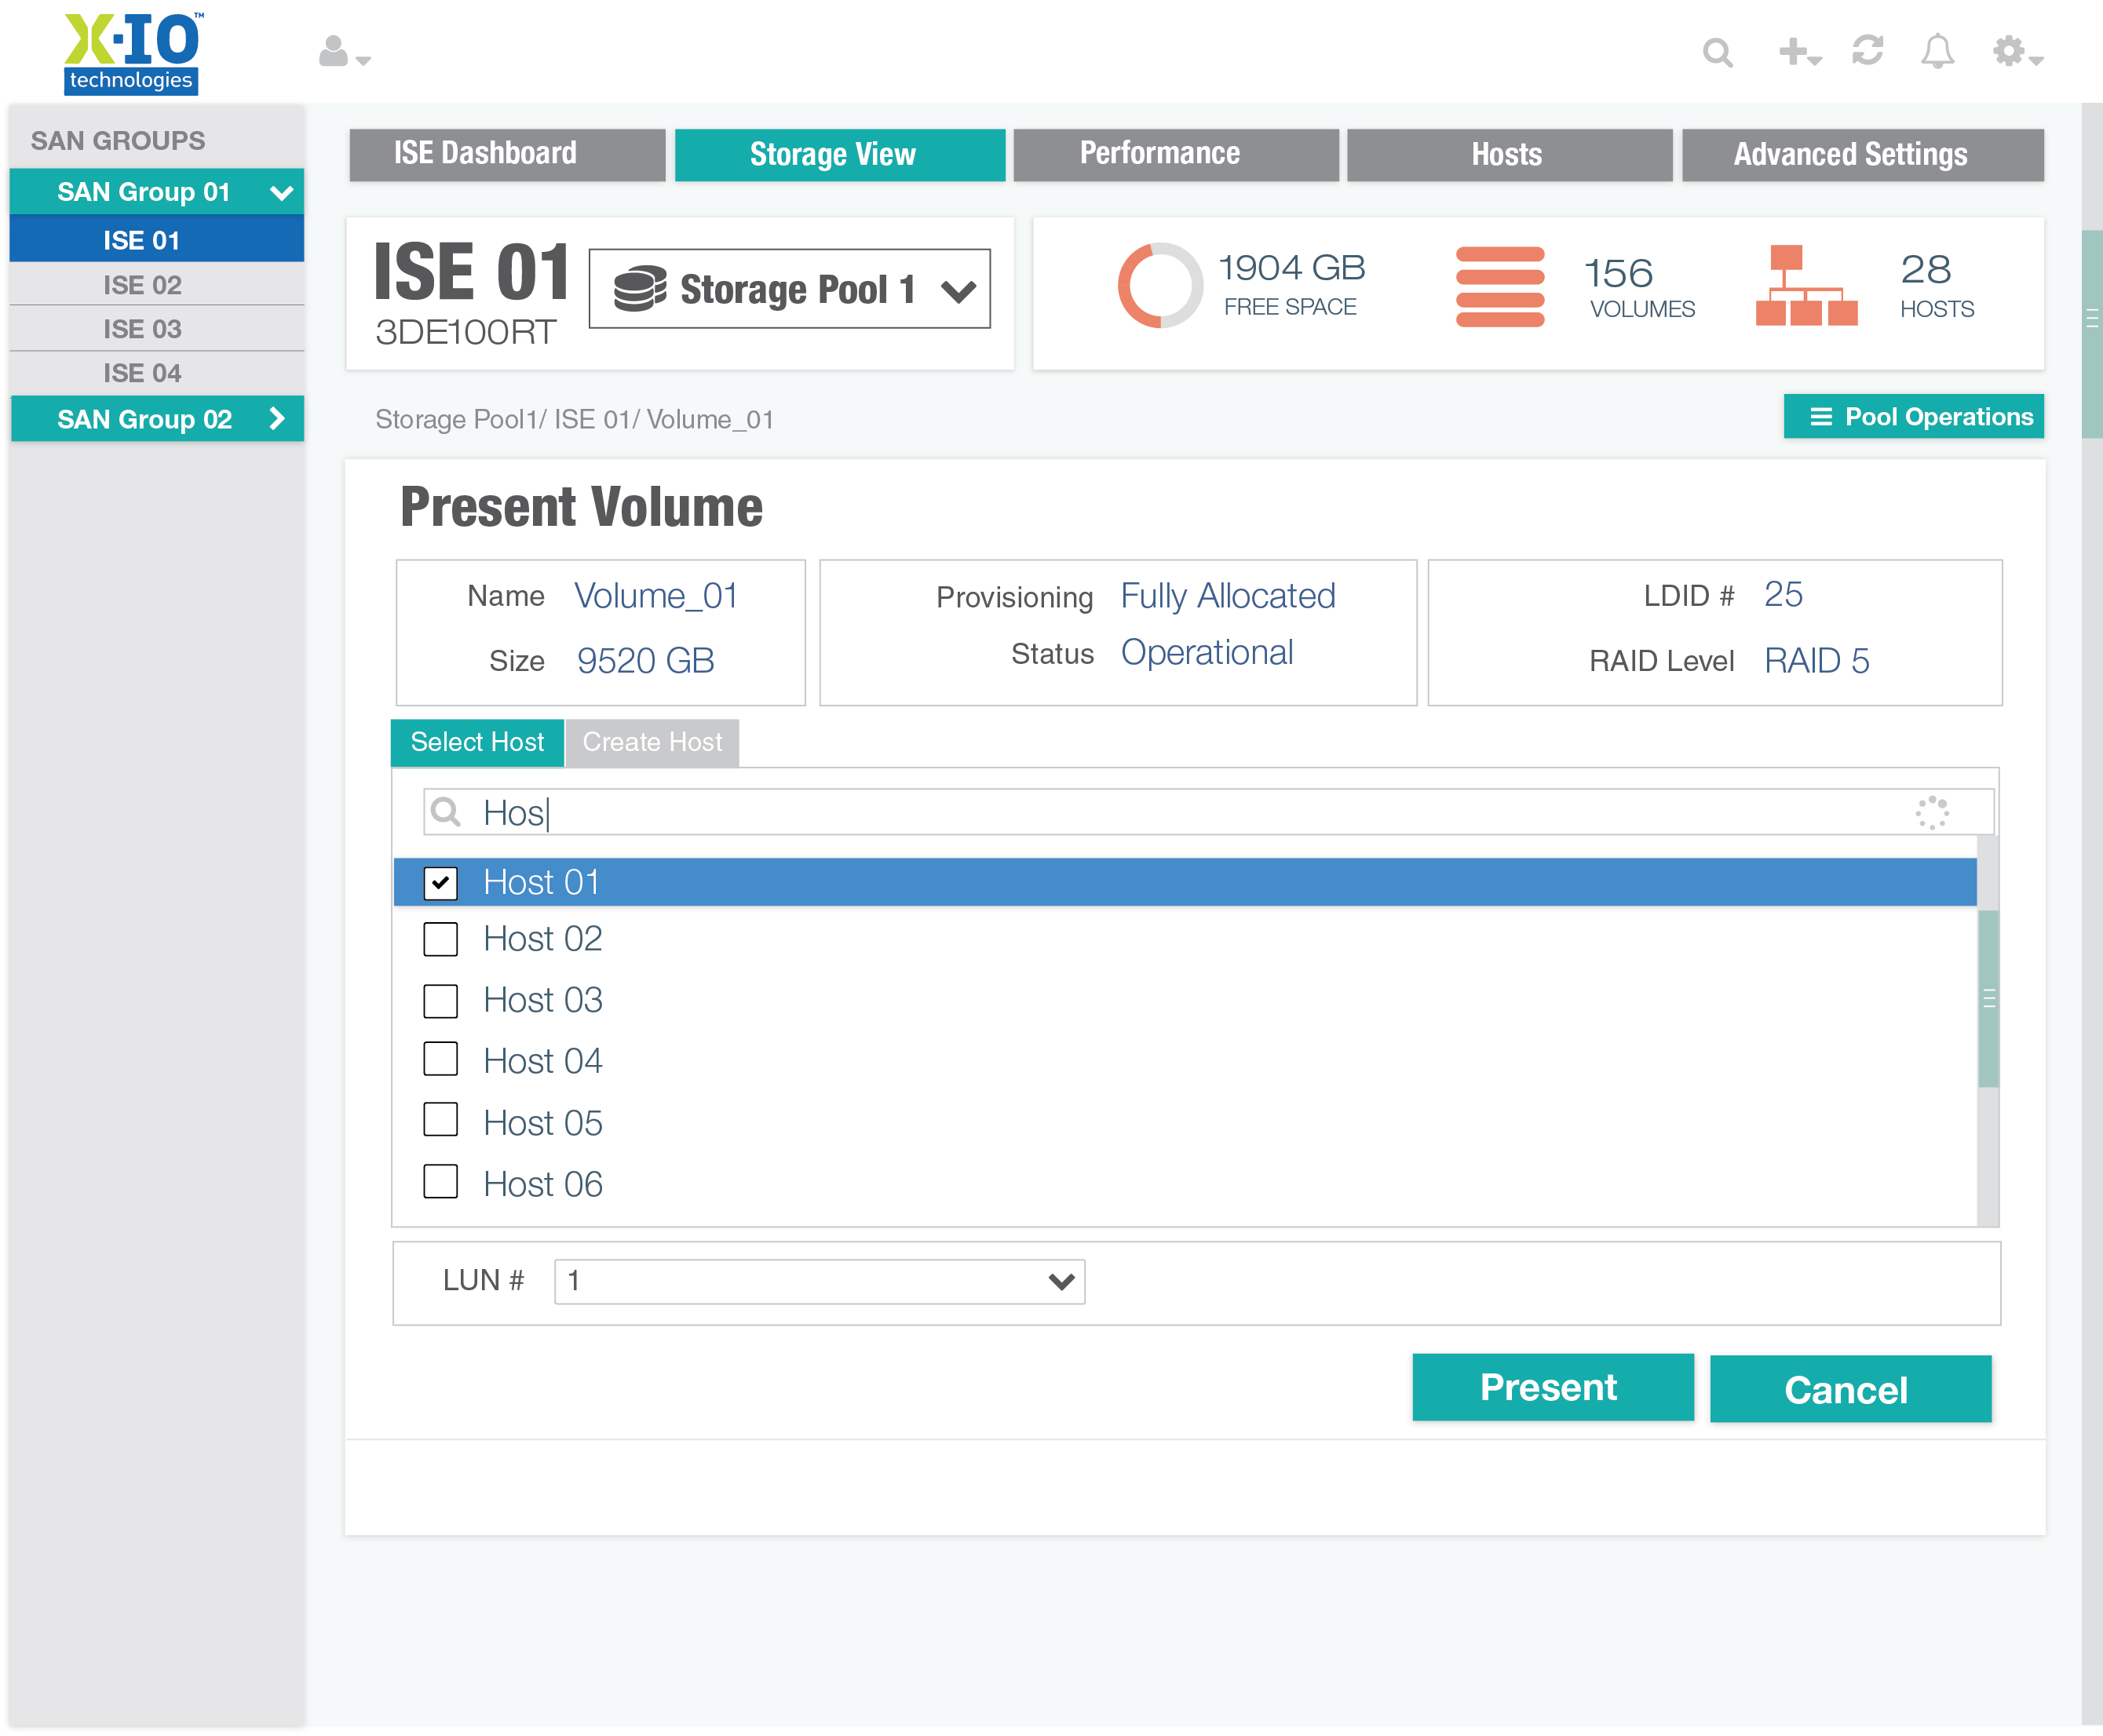 X-IO™
technologies
SAN GROUPS
SAN Group 01
ISE 01
ISE 02
ISE 03
ISE 04
SAN Group 02
ISE Dashboard
Storage View
Performance
Hosts
Advanced Settings
ISE 01
3DE100RT
Storage Pool 1
1904 GB
FREE SPACE
156
VOLUMES
28
HOSTS
Storage Pool1/ ISE 01/ Volume_01
Pool Operations
Present Volume
Name Volume_01
Size 9520 GB
Provisioning Fully Allocated
Status Operational
LDID # 25
RAID Level RAID 5
Select Host
Create Host
Hos
Host 01
Host 02
Host 03
Host 04
Host 05
Host 06
LUN # 1
Present
Cancel